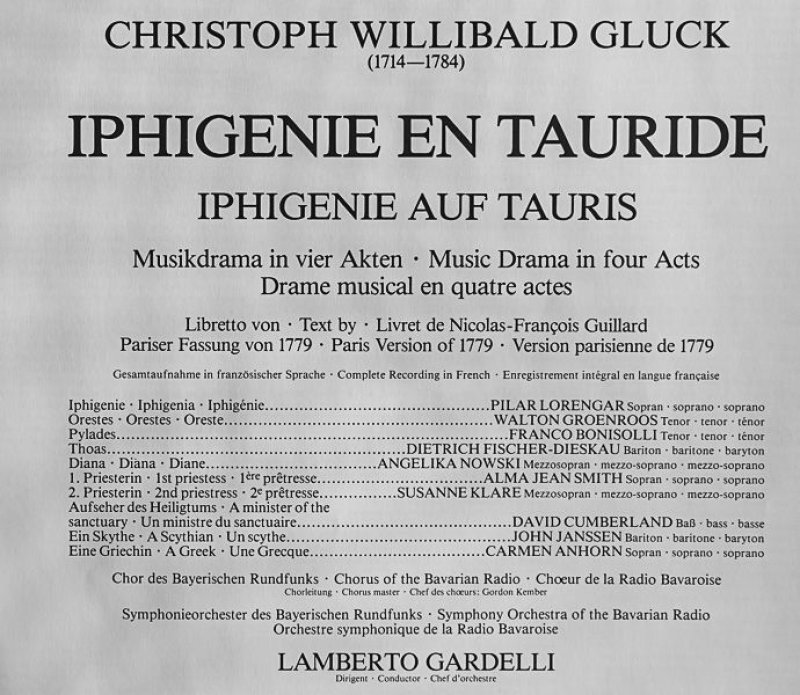 CHRISTOPH WILLIBALD GLUCK
(1714—1784)
IPHIGENIE EN TAURIDE
IPHIGENIE AUF TAURIS
Musikdrama in vier Akten · Music Drama in four Acts
Drame musical en quatre actes
Libretto von · Text by · Livret de Nicolas-François Guillard
Pariser Fassung von 1779 · Paris Version of 1779 · Version parisienne de 1779
Gesamtaufnahme in französischer Sprache · Complete Recording in French · Enregistrement intégral en langue française
Iphigenie · Iphigenia · Iphigénie........................................PILAR LORENGAR Sopran · soprano · soprano
Orestes · Orestes · Oreste........................................WALTON GROENROOS Tenor · tenor · ténor
Pylades........................................FRANCO BONISOLLI Tenor · tenor · ténor
Thoas........................................DIETRICH FISCHER-DIESKAU Bariton · baritone · baryton
Diana · Diana · Diane........................................ANGELIKA NOWSKI Mezzosopran · mezzo-soprano · mezzo-soprano
1. Priesterin · 1st priestess · 1ère prêtresse........................................ALMA JEAN SMITH Sopran · soprano · soprano
2. Priesterin · 2nd priestress · 2e prêtresse........................................SUSANNE KLARE Mezzosopran · mezzo-soprano · mezzo-soprano
Aufseher des Heiligtums · A minister of the
sanctuary · Un ministre du sanctuaire........................................DAVID CUMBERLAND Baß · bass · basse
Ein Skythe · A Scythian · Un scythe........................................JOHN JANSSEN Bariton · baritone · baryton
Eine Griechin · A Greek · Une Grecque........................................CARMEN ANHORN Sopran · soprano · soprano
Chor des Bayerischen Rundfunks · Chorus of the Bavarian Radio · Chœur de la Radio Bavaroise
Chorleitung · Chorus master · Chef des chœurs: Gordon Kember
Symphonieorchester des Bayerischen Rundfunks · Symphony Orchestra of the Bavarian Radio
Orchestre symphonique de la Radio Bavaroise
LAMBERTO GARDELLI
Dirigent · Conductor · Chef d'orchestre